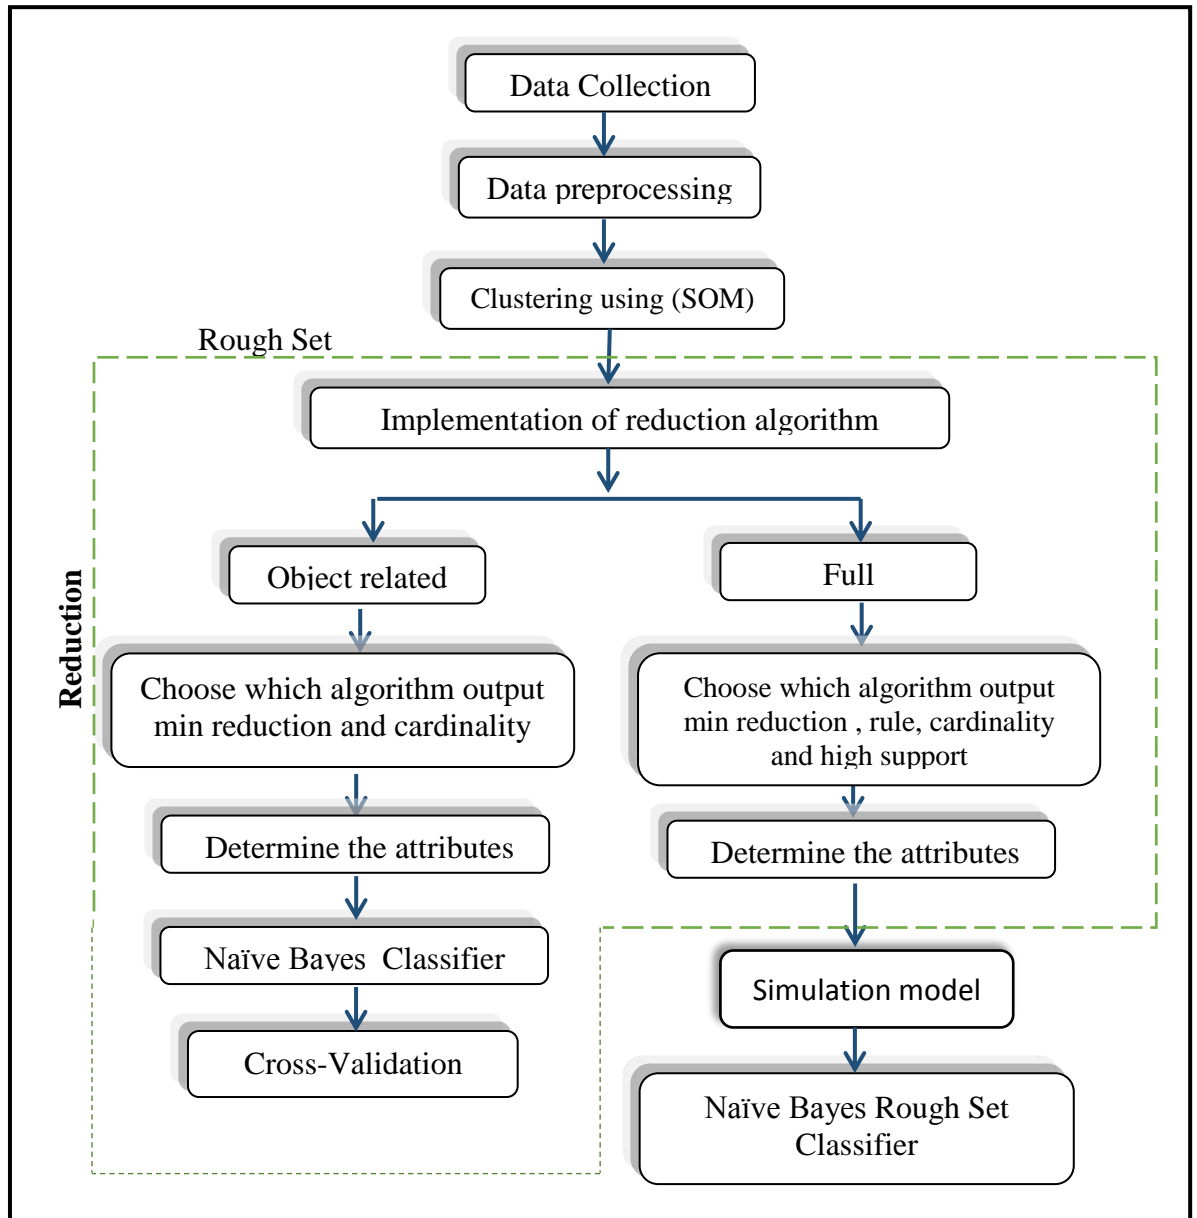 Data Collection
Data preprocessing
Clustering using (SOM)
Rough Set
Implementation of reduction algorithm
Reduction
Object related
Full
Choose which algorithm output
min reduction and cardinality
Choose which algorithm output
min reduction , rule, cardinality
and high support
Determine the attributes
Determine the attributes
Naïve Bayes Classifier
Simulation model
Cross-Validation
Naïve Bayes Rough Set
Classifier